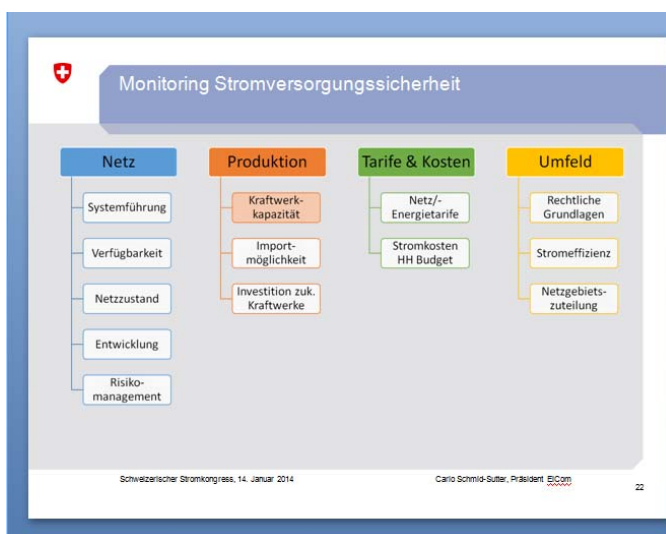 Monitoring Stromversorgungssicherheit
Netz
Systemführung
Verfügbarkeit
Netzzustand
Entwicklung
Risiko-
management
Produktion
Kraftwerk-
kapazität
Import-
möglichkeit
Investition zuk.
Kraftwerke
Tarife & Kosten
Netz/-
Energietarife
Stromkosten
HH Budget
Umfeld
Rechtliche
Grundlagen
Stromeffizienz
Netzgebiets-
zuteilung
Schweizerischer Stromkongress, 14. Januar 2014
Carlo Schmid-Sutter, Präsident ElCom
22